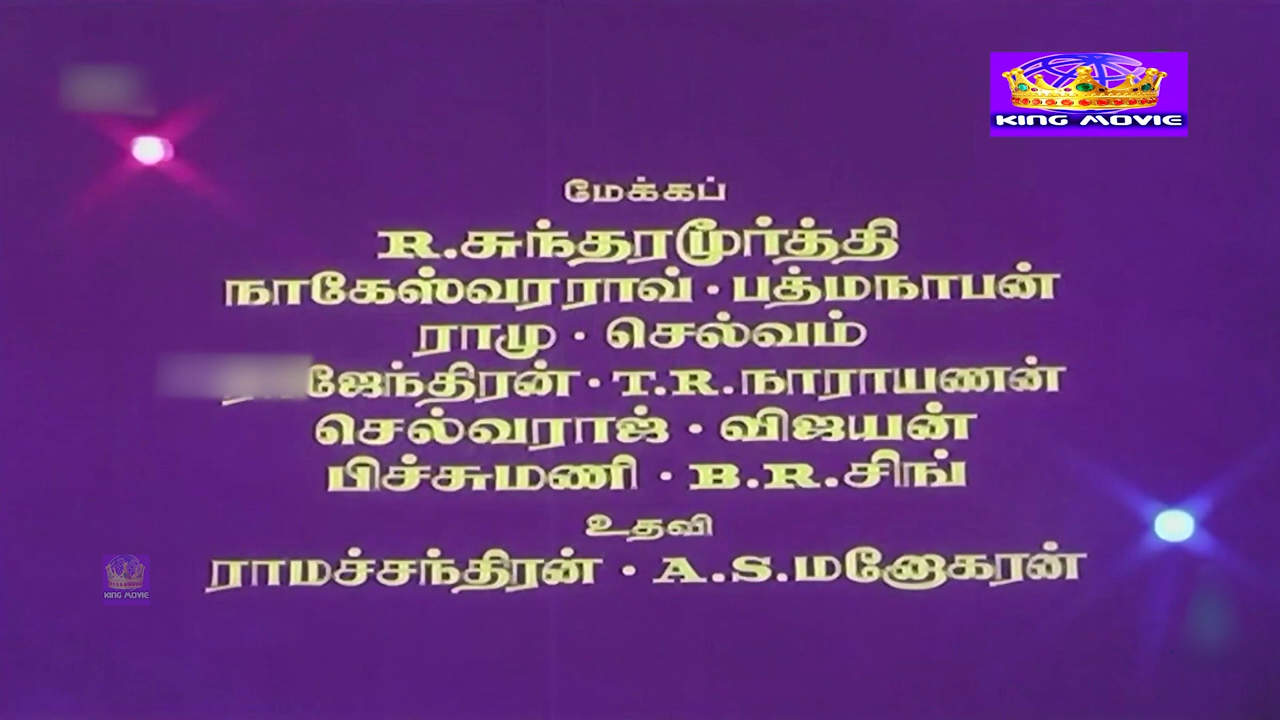 KING MOVIE
மேக்கப்
R.சுந்தரமூர்த்தி
நாகேஸ்வரராவ் · பத்மநாபன்
ராமு · செல்வம்
T.R.நாராயணன்
செல்வராஜ் · விஜயன்
பிச்சுமணி · B.R.சிங்
உதவி
ராமச்சந்திரன் · A.S.மனோகரன்
KING MOVIE